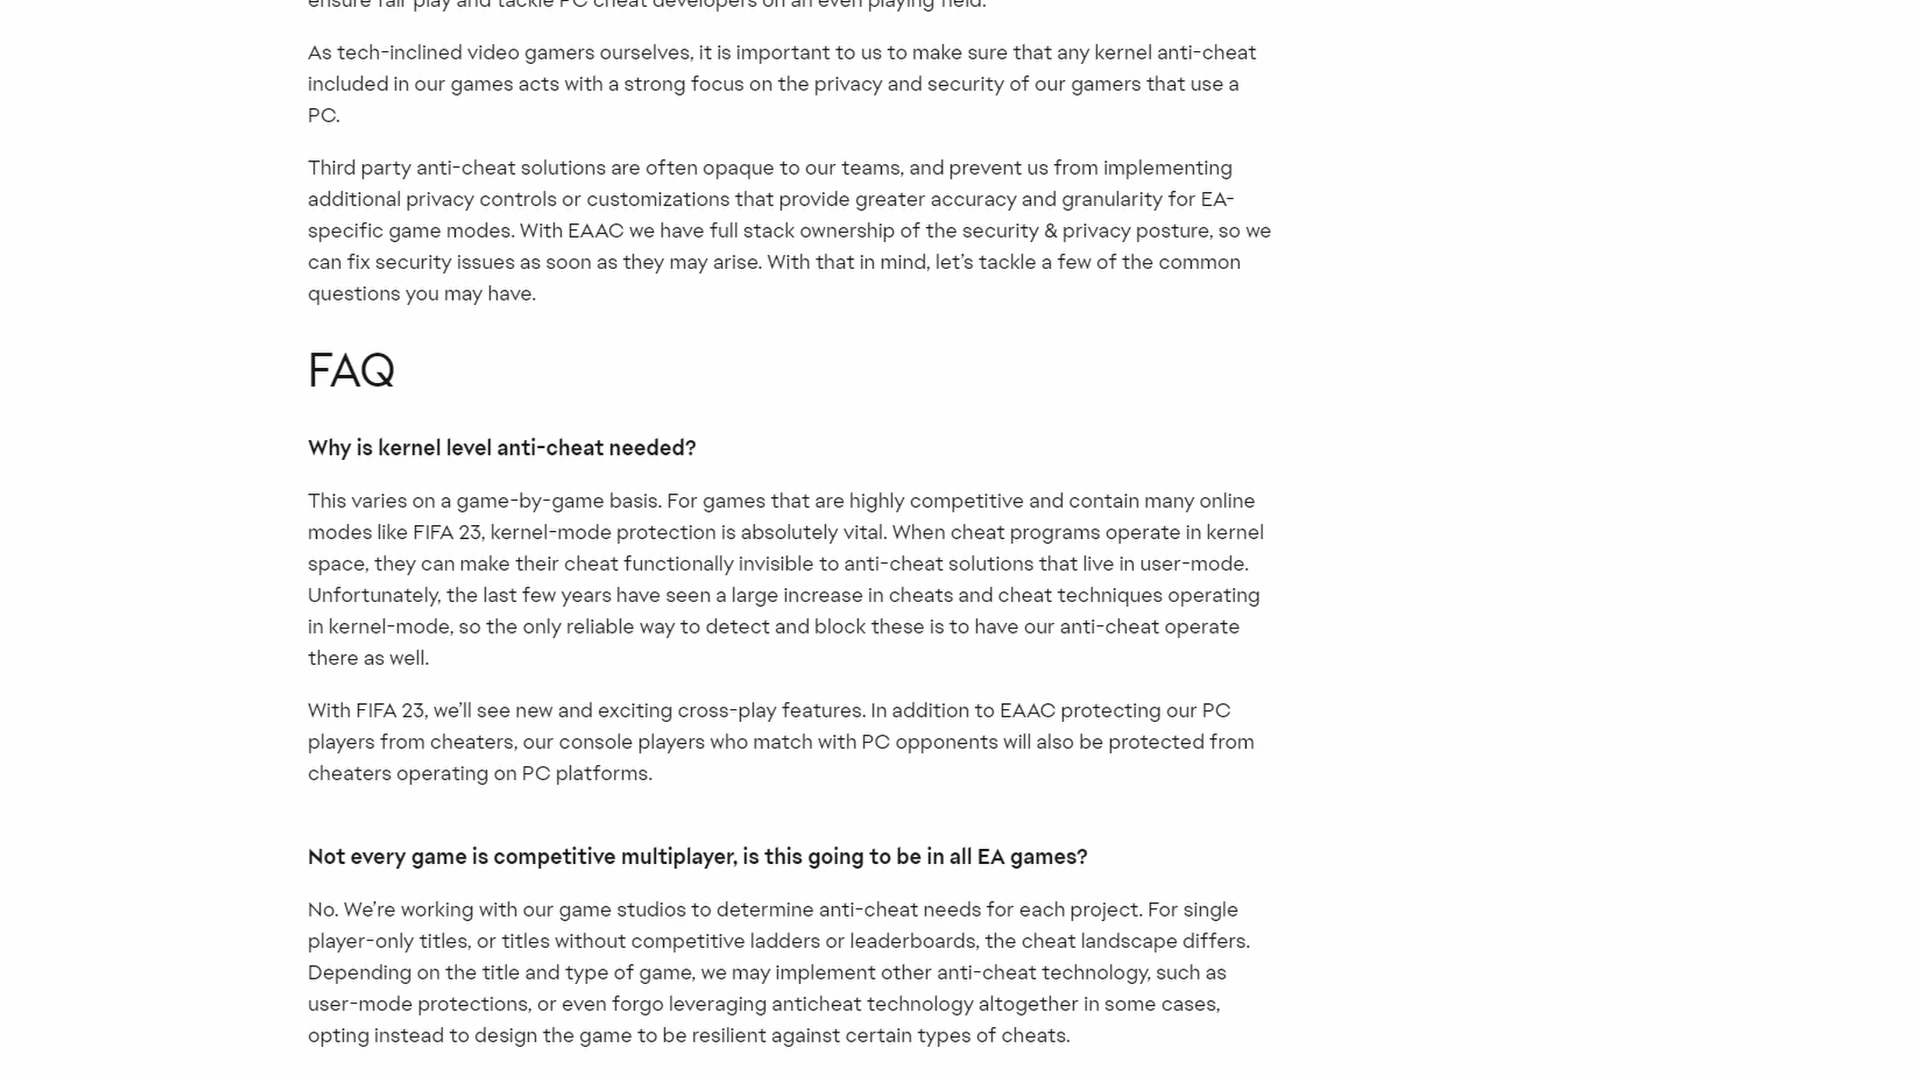 ensure fair play and tackle PC cheat developers on an even playing field.
As tech-inclined video gamers ourselves, it is important to us to make sure that any kernel anti-cheat
included in our games acts with a strong focus on the privacy and security of our gamers that use a
PC.
Third party anti-cheat solutions are often opaque to our teams, and prevent us from implementing
additional privacy controls or customizations that provide greater accuracy and granularity for EA-
specific game modes. With EAAC we have full stack ownership of the security & privacy posture, so we
can fix security issues as soon as they may arise. With that in mind, let’s tackle a few of the common
questions you may have.
FAQ
Why is kernel level anti-cheat needed?
This varies on a game-by-game basis. For games that are highly competitive and contain many online
modes like FIFA 23, kernel-mode protection is absolutely vital. When cheat programs operate in kernel
space, they can make their cheat functionally invisible to anti-cheat solutions that live in user-mode.
Unfortunately, the last few years have seen a large increase in cheats and cheat techniques operating
in kernel-mode, so the only reliable way to detect and block these is to have our anti-cheat operate
there as well.
With FIFA 23, we’ll see new and exciting cross-play features. In addition to EAAC protecting our PC
players from cheaters, our console players who match with PC opponents will also be protected from
cheaters operating on PC platforms.
Not every game is competitive multiplayer, is this going to be in all EA games?
No. We’re working with our game studios to determine anti-cheat needs for each project. For single
player-only titles, or titles without competitive ladders or leaderboards, the cheat landscape differs.
Depending on the title and type of game, we may implement other anti-cheat technology, such as
user-mode protections, or even forgo leveraging anticheat technology altogether in some cases,
opting instead to design the game to be resilient against certain types of cheats.